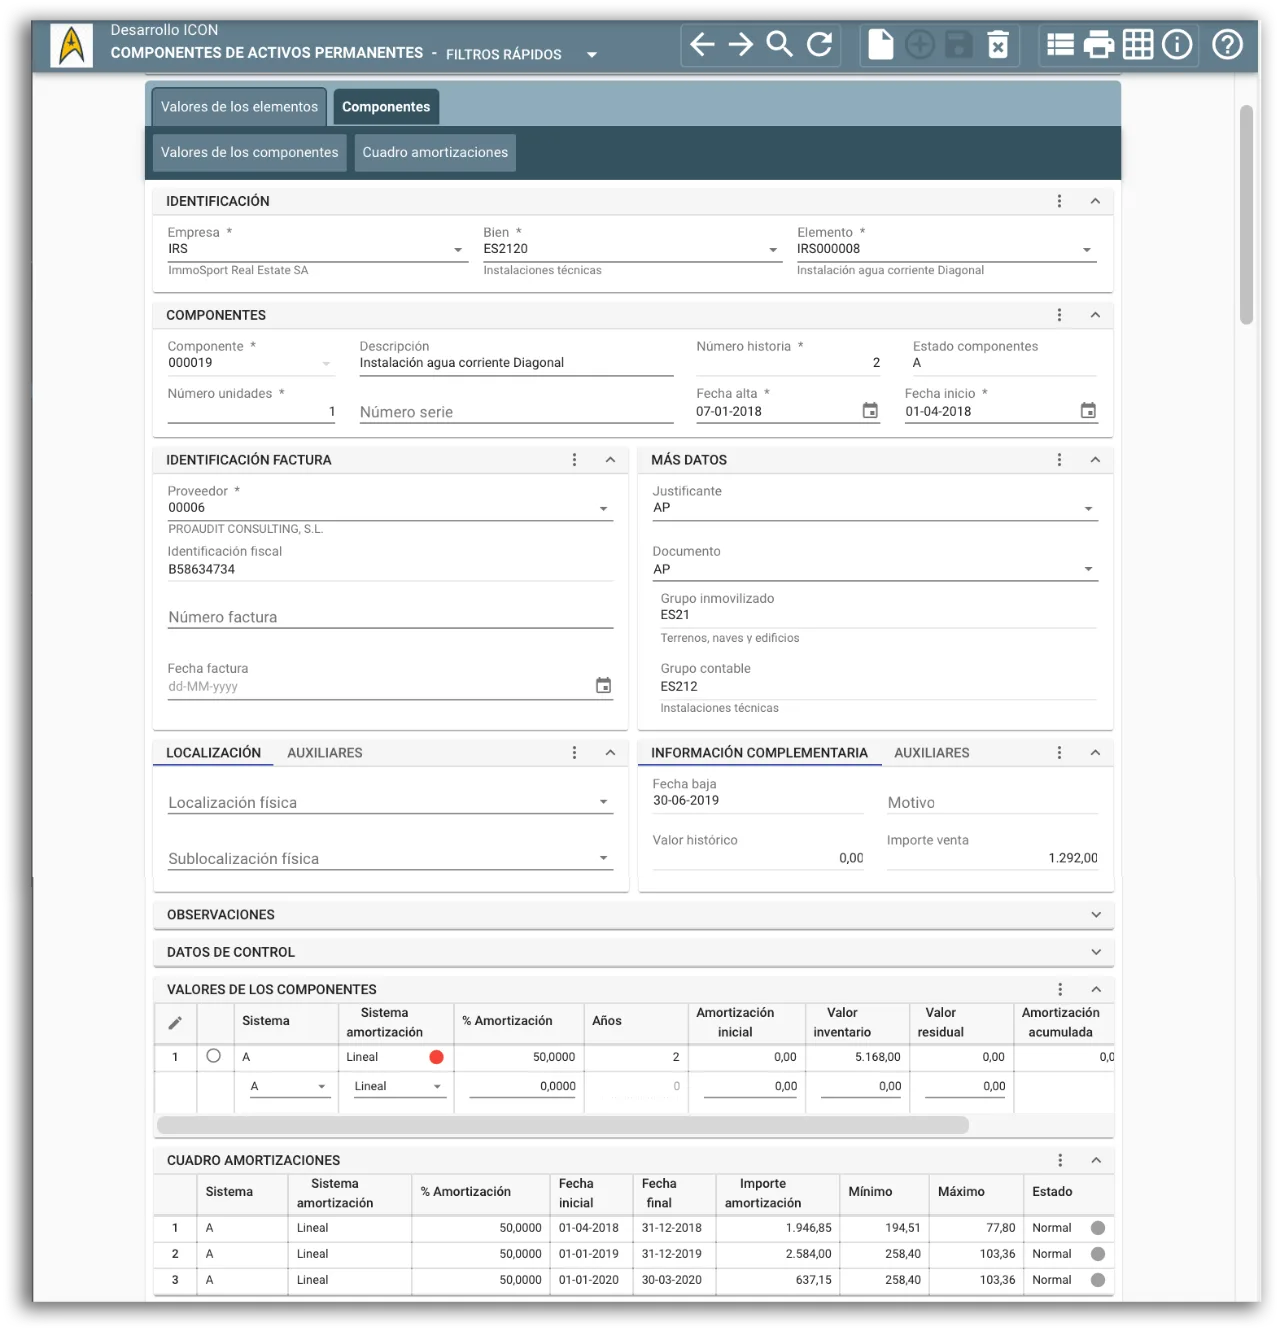 Desarrollo ICON
COMPONENTES DE ACTIVOS PERMANENTES - FILTROS RÁPIDOS
Valores de los elementos Componentes
Valores de los componentes Cuadro amortizaciones
IDENTIFICACIÓN
Empresa * Bien * Elemento *
IRS ES2120 IRS000008
ImmoSport Real Estate SA Instalaciones técnicas Instalación agua corriente Diagonal
COMPONENTES
Componente * Descripción Número historia * Estado componentes
000019 Instalación agua corriente Diagonal 2 A
Número unidades * Fecha alta * Fecha inicio *
1 Número serie 07-01-2018 01-04-2018
IDENTIFICACIÓN FACTURA
Proveedor *
00006
PROAUDIT CONSULTING, S.L.
Identificación fiscal
B58634734
Número factura
Fecha factura
dd-MM-yyyy
MÁS DATOS
Justificante
AP
Documento
AP
Grupo inmovilizado
ES21
Terrenos, naves y edificios
Grupo contable
ES212
Instalaciones técnicas
LOCALIZACIÓN AUXILIARES
Localización física
Sublocalización física
INFORMACIÓN COMPLEMENTARIA AUXILIARES
Fecha baja
30-06-2019 Motivo
Valor histórico Importe venta
0,00 1.292,00
OBSERVACIONES
DATOS DE CONTROL
VALORES DE LOS COMPONENTES
Sistema Sistema amortización % Amortización Años Amortización inicial Valor inventario Valor residual Amortización acumulada
1 A Lineal 50,0000 2 0,00 5.168,00 0,00 0,0
A Lineal 0,0000 0 0,00 0,00 0,00
CUADRO AMORTIZACIONES
Sistema Sistema amortización % Amortización Fecha inicial Fecha final Importe amortización Mínimo Máximo Estado
1 A Lineal 50,0000 01-04-2018 31-12-2018 1.946,85 194,51 77,80 Normal
2 A Lineal 50,0000 01-01-2019 31-12-2019 2.584,00 258,40 103,36 Normal
3 A Lineal 50,0000 01-01-2020 30-03-2020 637,15 258,40 103,36 Normal